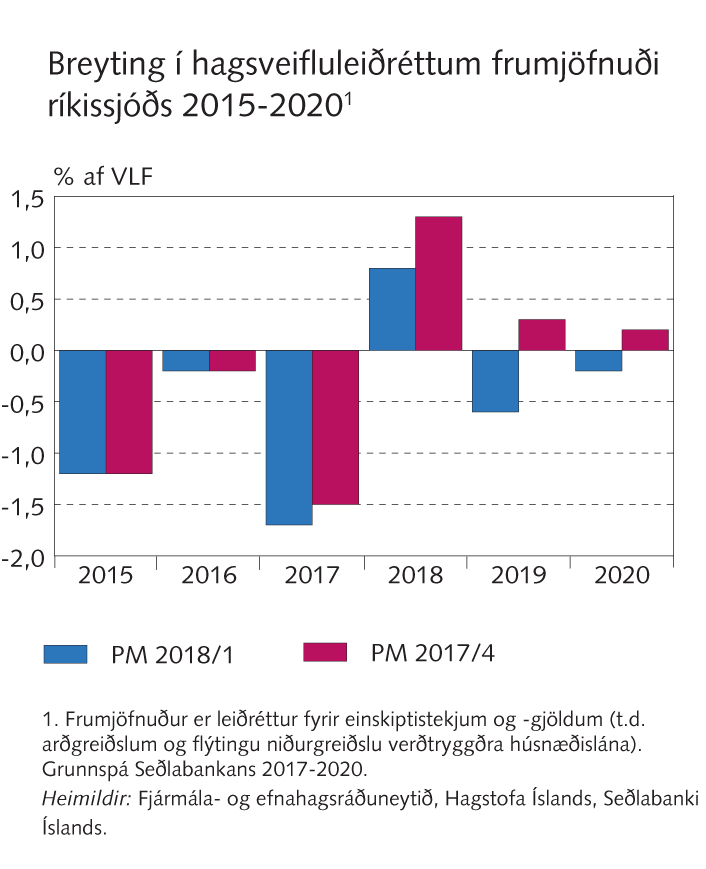 Breyting í hagsveifluleiðréttum frumjöfnuði
ríkissjóðs 2015-2020¹
% af VLF
1,5
1,0
0,5
0,0
-0,5
-1,0
-1,5
-2,0
2015 2016 2017 2018 2019 2020
PM 2018/1 PM 2017/4
1. Frumjöfnuður er leiðréttur fyrir einskiptistekjum og -gjöldum (t.d.
arðgreiðslum og flýtingu niðurgreiðslu verðtryggðra húsnæðislána).
Grunnspá Seðlabankans 2017-2020.
Heimildir: Fjármála- og efnahagsráðuneytið, Hagstofa Íslands, Seðlabanki
Íslands.